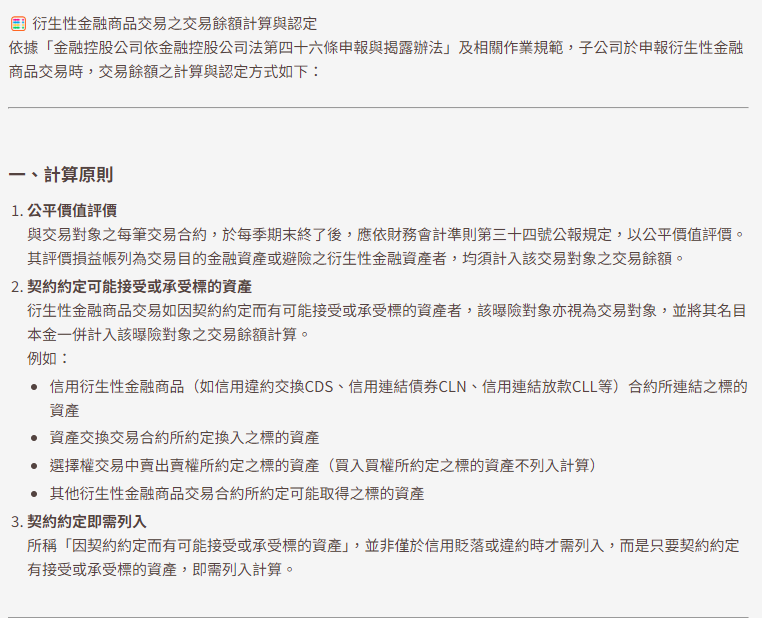 衍生性金融商品交易之交易餘額計算與認定
依據「金融控股公司依金融控股公司法第四十六條申報與揭露辦法」及相關作業規範，子公司於申報衍生性金融
商品交易時，交易餘額之計算與認定方式如下：
一、計算原則
1. 公平價值評價
與交易對象之每筆交易合約，於每季期末終了後，應依財務會計準則第三十四號公報規定，以公平價值評價。
其評價損益帳列為交易目的金融資產或避險之衍生性金融資產者，均須計入該交易對象之交易餘額。
2. 契約約定可能接受或承受標的資產
衍生性金融商品交易如因契約約定而有可能接受或承受標的資產者，該曝險對象亦視為交易對象，並將其名目
本金一併計入該曝險對象之交易餘額計算。
例如：
• 信用衍生性金融商品（如信用違約交換CDS、信用連結債券CLN、信用連結放款CLL等）合約所連結之標的
資產
• 資產交換交易合約所約定換入之標的資產
• 選擇權交易中賣出賣權所約定之標的資產（買入買權所約定之標的資產不列入計算）
• 其他衍生性金融商品交易合約所約定可能取得之標的資產
3. 契約約定即需列入
所稱「因契約約定而有可能接受或承受標的資產」，並非僅於信用貶落或違約時才需列入，而是只要契約約定
有接受或承受標的資產，即需列入計算。